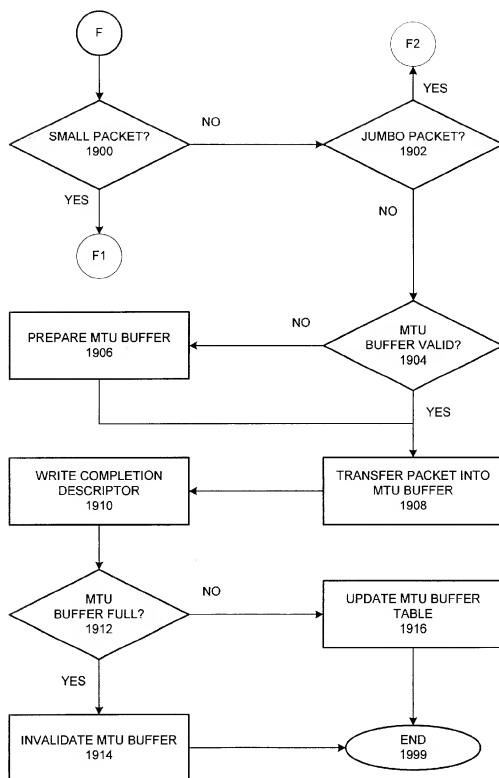 F
F2
YES
SMALL PACKET?
1900
NO
JUMBO PACKET?
1902
YES
NO
F1
PREPARE MTU BUFFER
1906
NO
MTU
BUFFER VALID?
1904
YES
WRITE COMPLETION
DESCRIPTOR
1910
TRANSFER PACKET INTO
MTU BUFFER
1908
MTU
BUFFER FULL?
1912
NO
UPDATE MTU BUFFER
TABLE
1916
YES
INVALIDATE MTU BUFFER
1914
END
1999